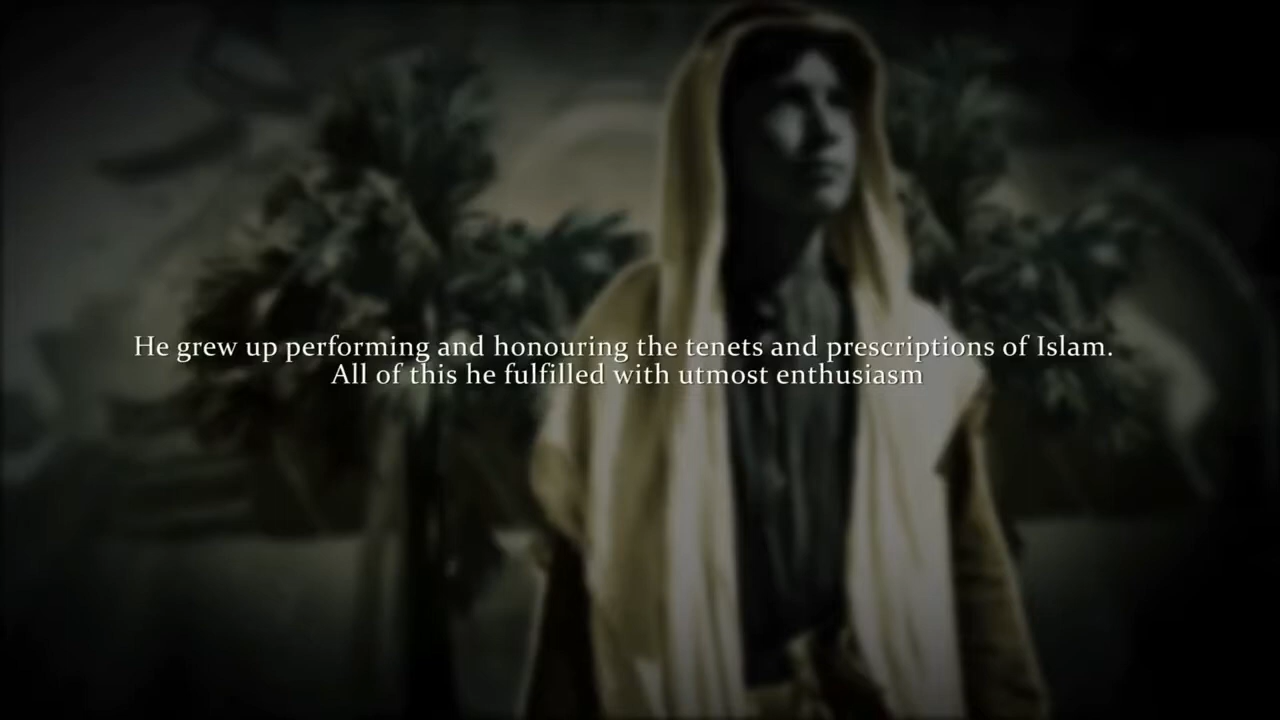 He grew up performing and honouring the tenets and prescriptions of Islam.
All of this he fulfilled with utmost enthusiasm